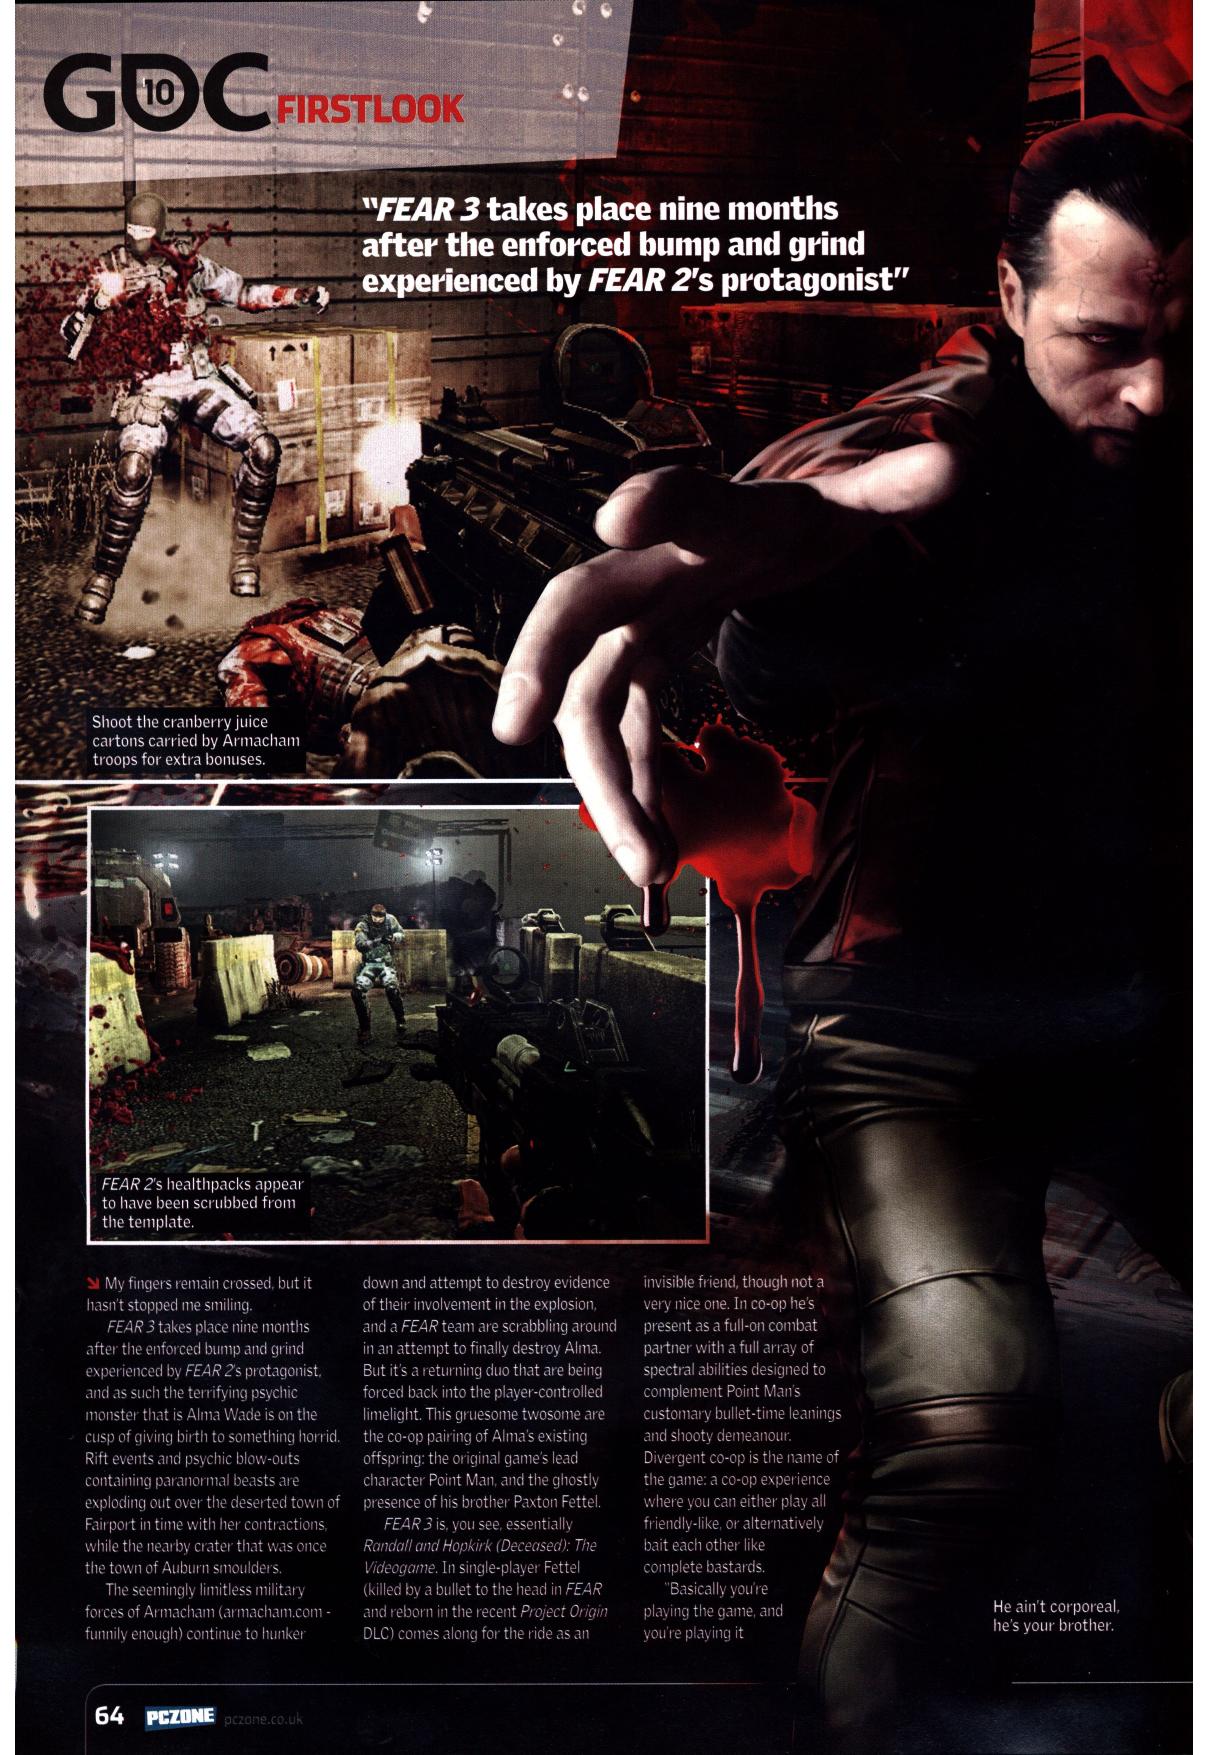 GDC 10 FIRSTLOOK
"FEAR 3 takes place nine months
after the enforced bump and grind
experienced by FEAR 2's protagonist"
Shoot the cranberry juice
cartons carried by Armacham
troops for extra bonuses.
FEAR 2's healthpacks appear
to have been scrubbed from
the template.
My fingers remain crossed, but it
hasn't stopped me smiling.
FEAR 3 takes place nine months
after the enforced bump and grind
experienced by FEAR 2's protagonist,
and as such the terrifying psychic
monster that is Alma Wade is on the
cusp of giving birth to something horrid.
Rift events and psychic blow-outs
containing paranormal beasts are
exploding out over the deserted town of
Fairport in time with her contractions,
while the nearby crater that was once
the town of Auburn smoulders.
The seemingly limitless military
forces of Armacham (armacham.com -
funnily enough) continue to hunker
down and attempt to destroy evidence
of their involvement in the explosion,
and a FEAR team are scrabbling around
in an attempt to finally destroy Alma.
But it's a returning duo that are being
forced back into the player-controlled
limelight. This gruesome twosome are
the co-op pairing of Alma's existing
offspring: the original game's lead
character Point Man, and the ghostly
presence of his brother Paxton Fettel.
FEAR 3 is, you see, essentially
Randall and Hopkirk (Deceased): The
Videogame. In single-player Fettel
(killed by a bullet to the head in FEAR
and reborn in the recent Project Origin
DLC) comes along for the ride as an
invisible friend, though not a
very nice one. In co-op he's
present as a full-on combat
partner with a full array of
spectral abilities designed to
complement Point Man's
customary bullet-time leanings
and shooty demeanour.
Divergent co-op is the name of
the game: a co-op experience
where you can either play all
friendly-like, or alternatively
bait each other like
complete bastards.
"Basically you're
playing the game, and
you're playing it
He ain't corporeal,
he's your brother.
64 PCZONE pczone.co.uk